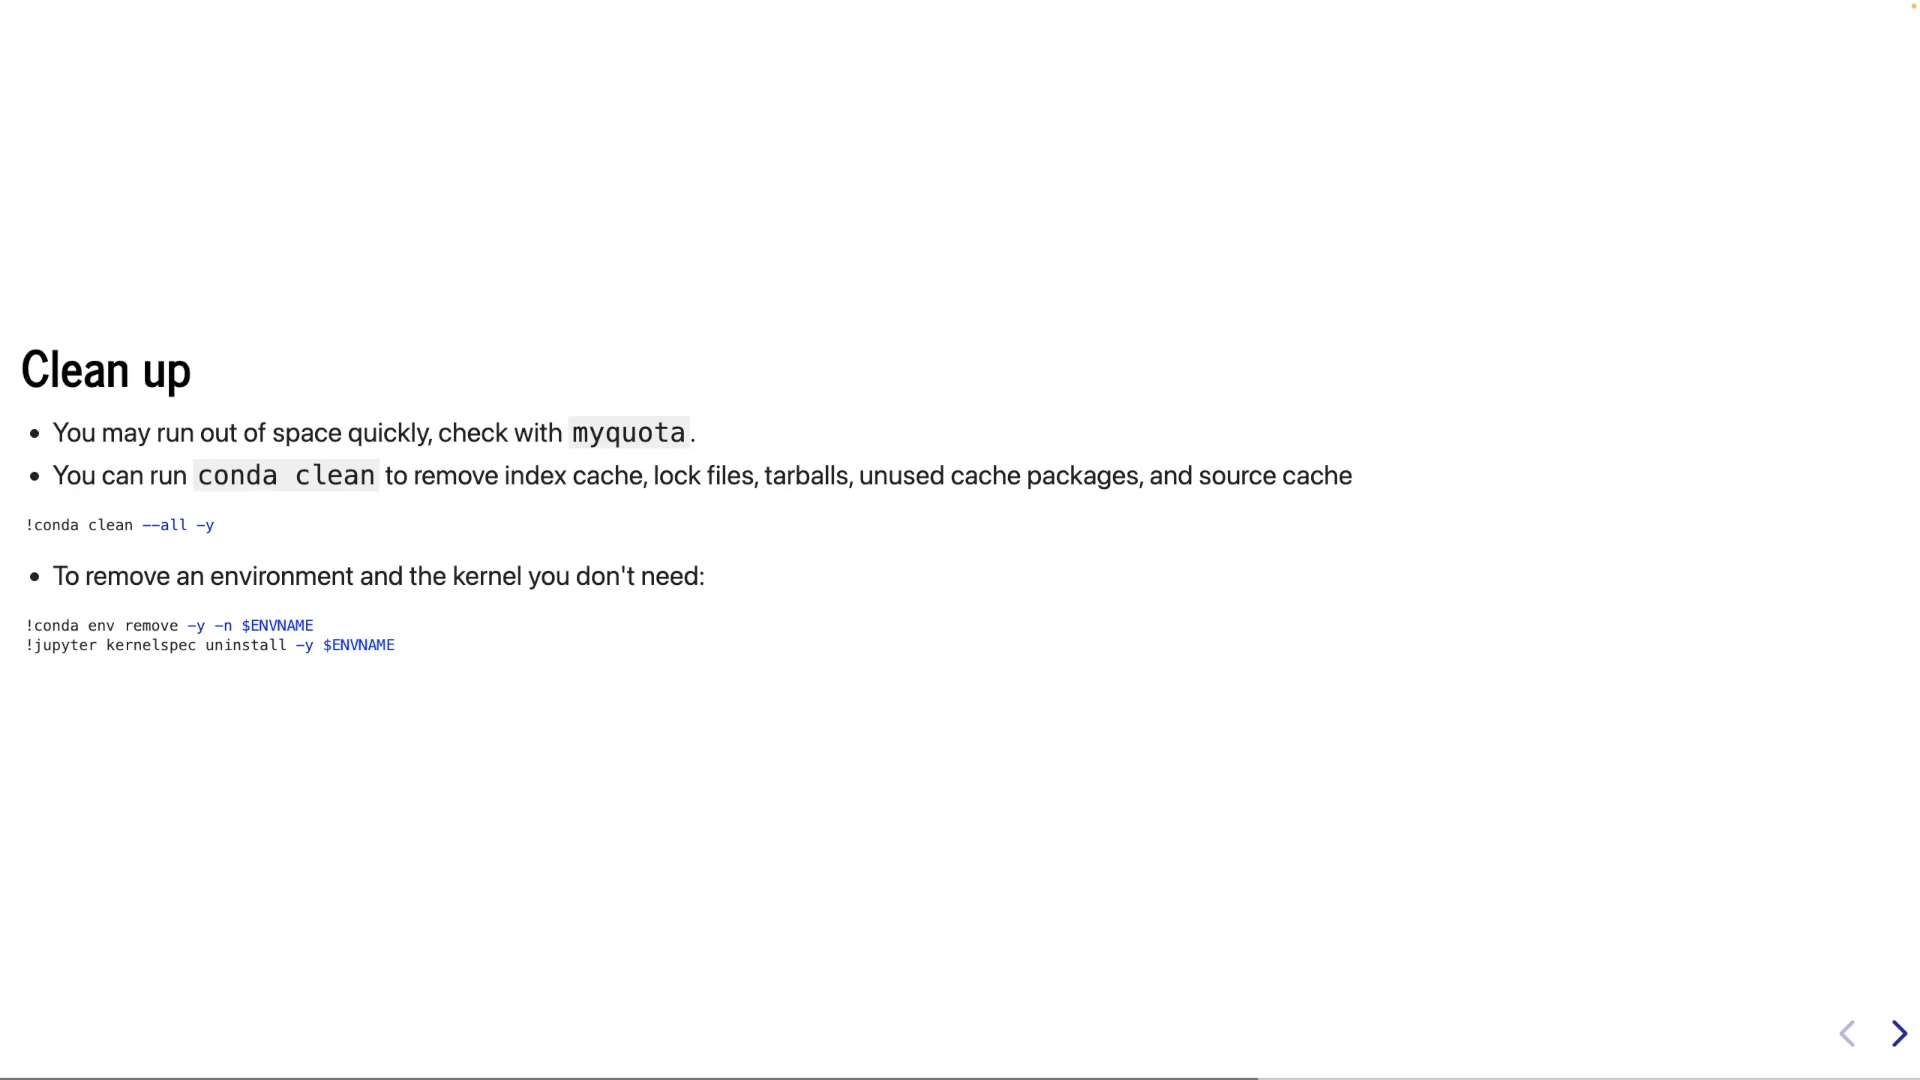 Clean up
• You may run out of space quickly, check with myquota.
• You can run conda clean to remove index cache, lock files, tarballs, unused cache packages, and source cache
!conda clean --all -y
• To remove an environment and the kernel you don't need:
!conda env remove -y -n $ENVNAME
!jupyter kernelspec uninstall -y $ENVNAME